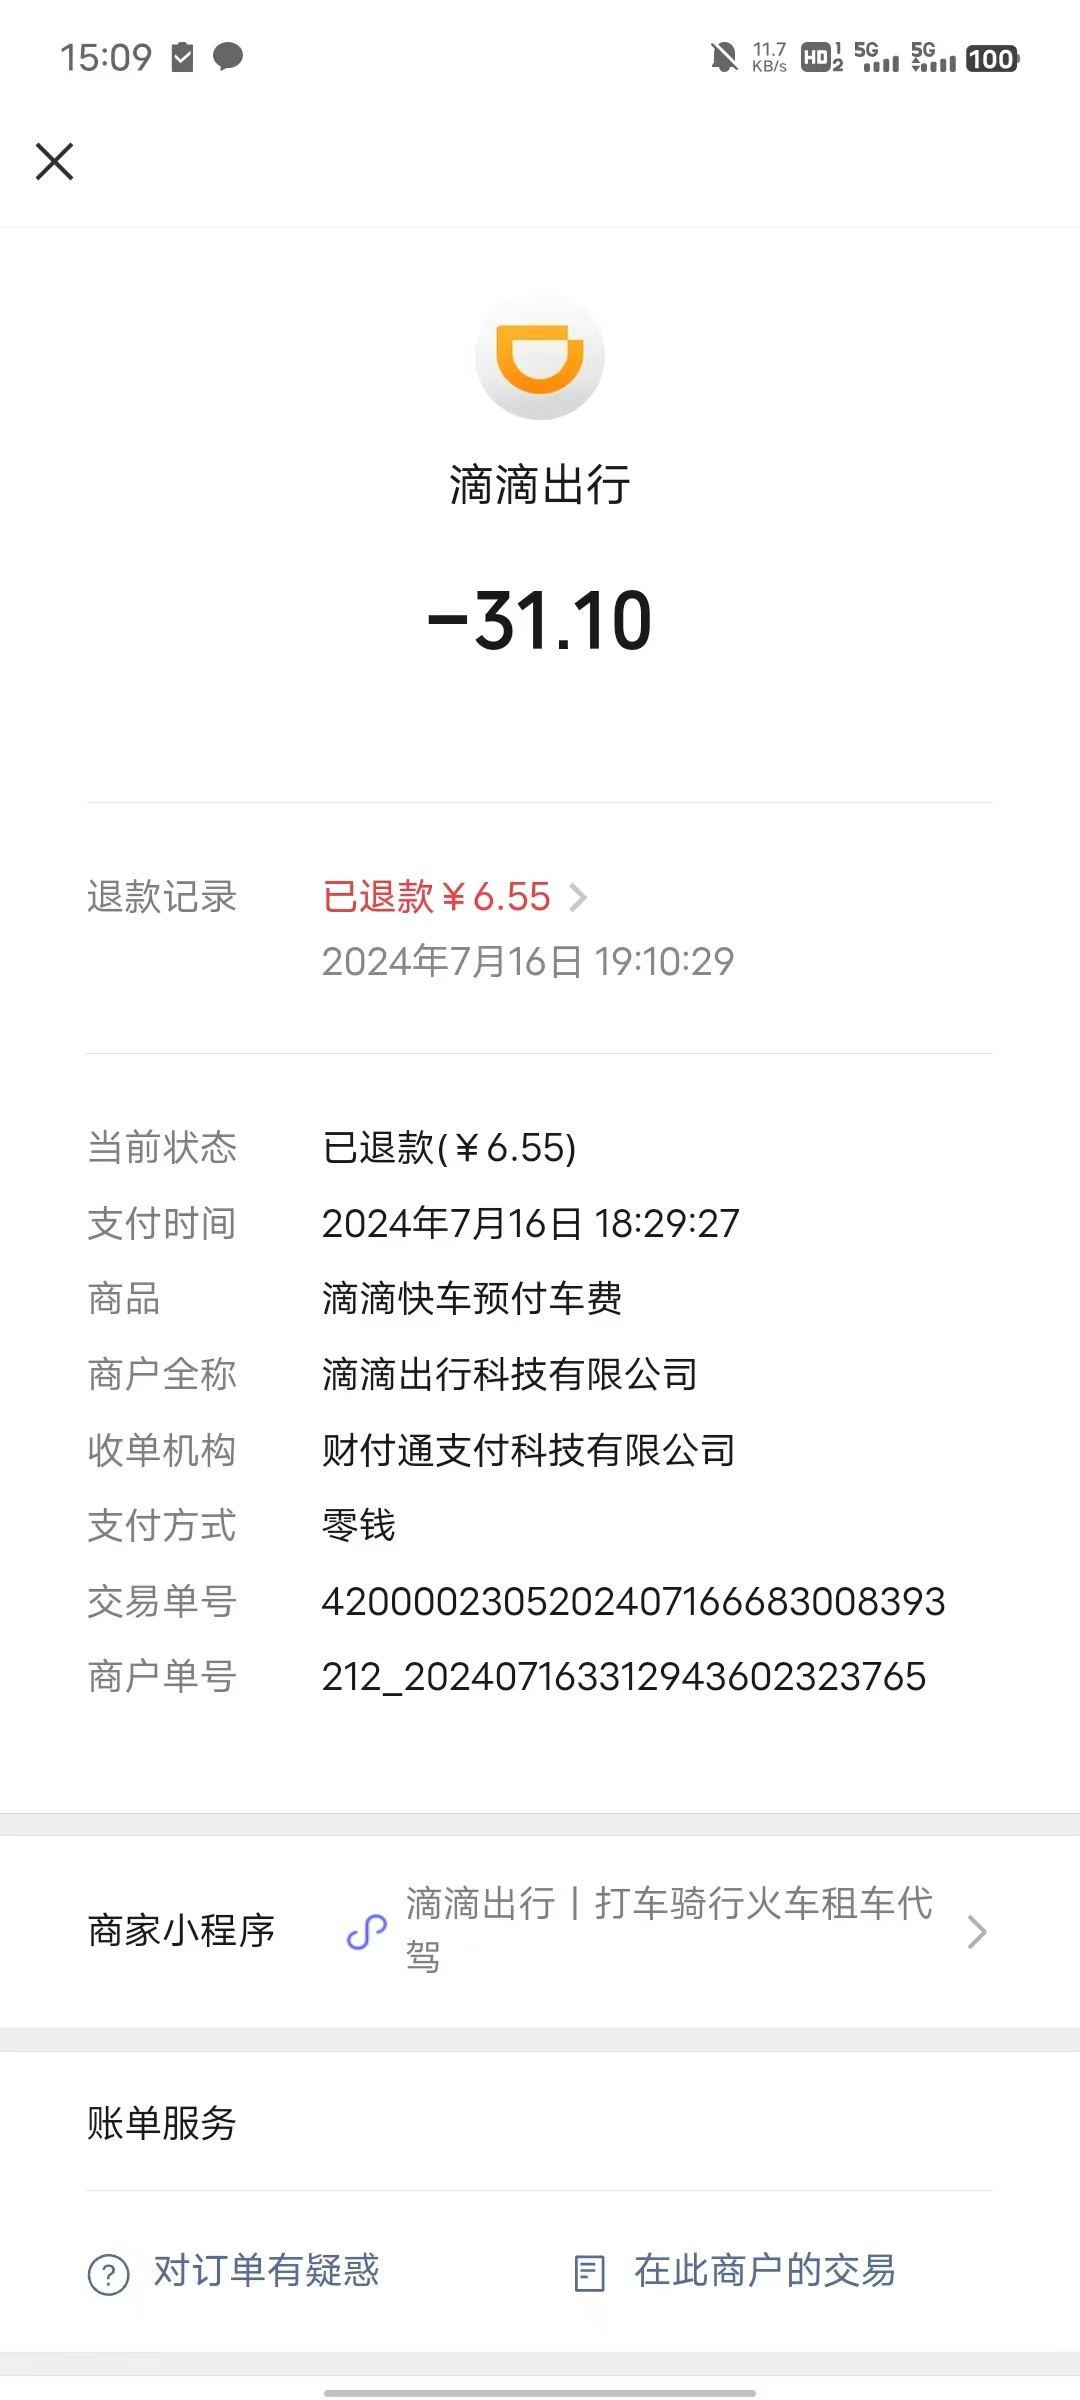 15:09
11.7 KB/s HD 1 2 5G 5G 100
滴滴出行
-31.10
退款记录 已退款¥6.55
2024年7月16日 19:10:29
当前状态 已退款(¥6.55)
支付时间 2024年7月16日 18:29:27
商品 滴滴快车预付车费
商户全称 滴滴出行科技有限公司
收单机构 财付通支付科技有限公司
支付方式 零钱
交易单号 4200002305202407166683008393
商户单号 212_202407163312943602323765
商家小程序 滴滴出行丨打车骑行火车租车代
驾
账单服务
对订单有疑惑 在此商户的交易